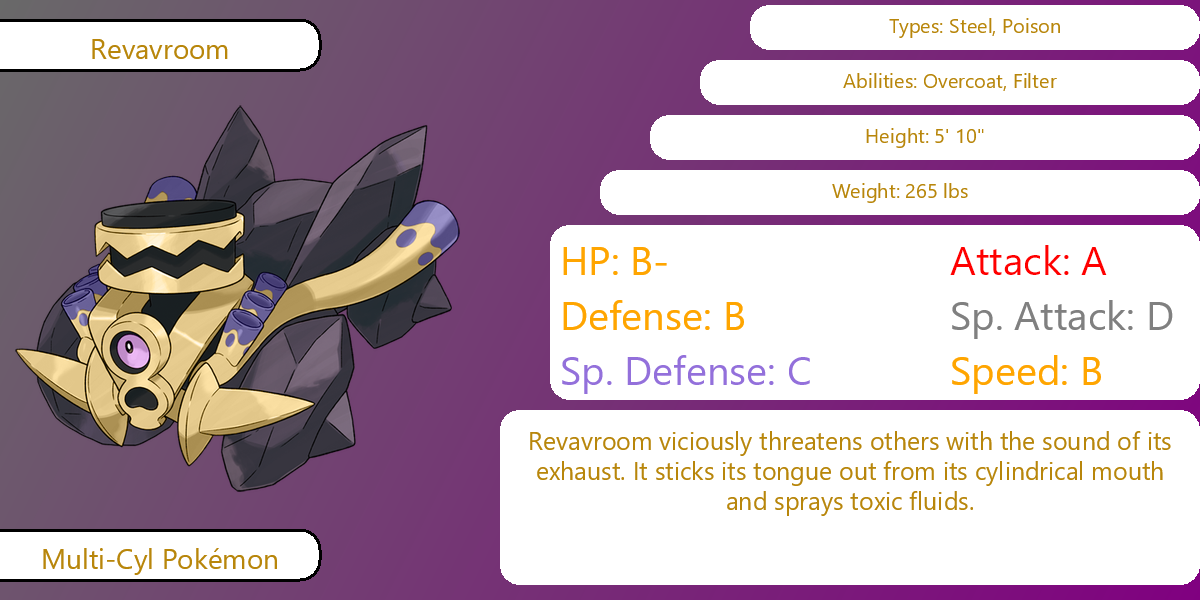 Revavroom
Types: Steel, Poison
Abilities: Overcoat, Filter
Height: 5' 10"
Weight: 265 lbs
HP: B-
Attack: A
Defense: B
Sp. Attack: D
Sp. Defense: C
Speed: B
Revavroom viciously threatens others with the sound of its
exhaust. It sticks its tongue out from its cylindrical mouth
and sprays toxic fluids.
Multi-Cyl Pokémon